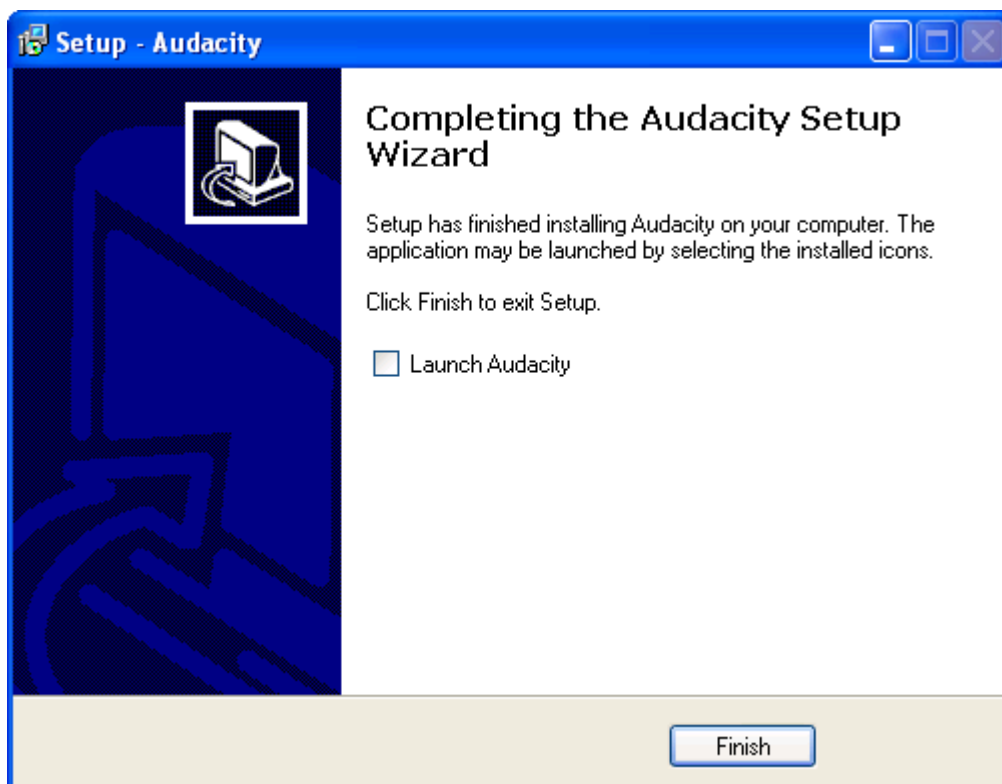 Setup - Audacity
Completing the Audacity Setup
Wizard
Setup has finished installing Audacity on your computer. The
application may be launched by selecting the installed icons.
Click Finish to exit Setup.
Launch Audacity
Finish